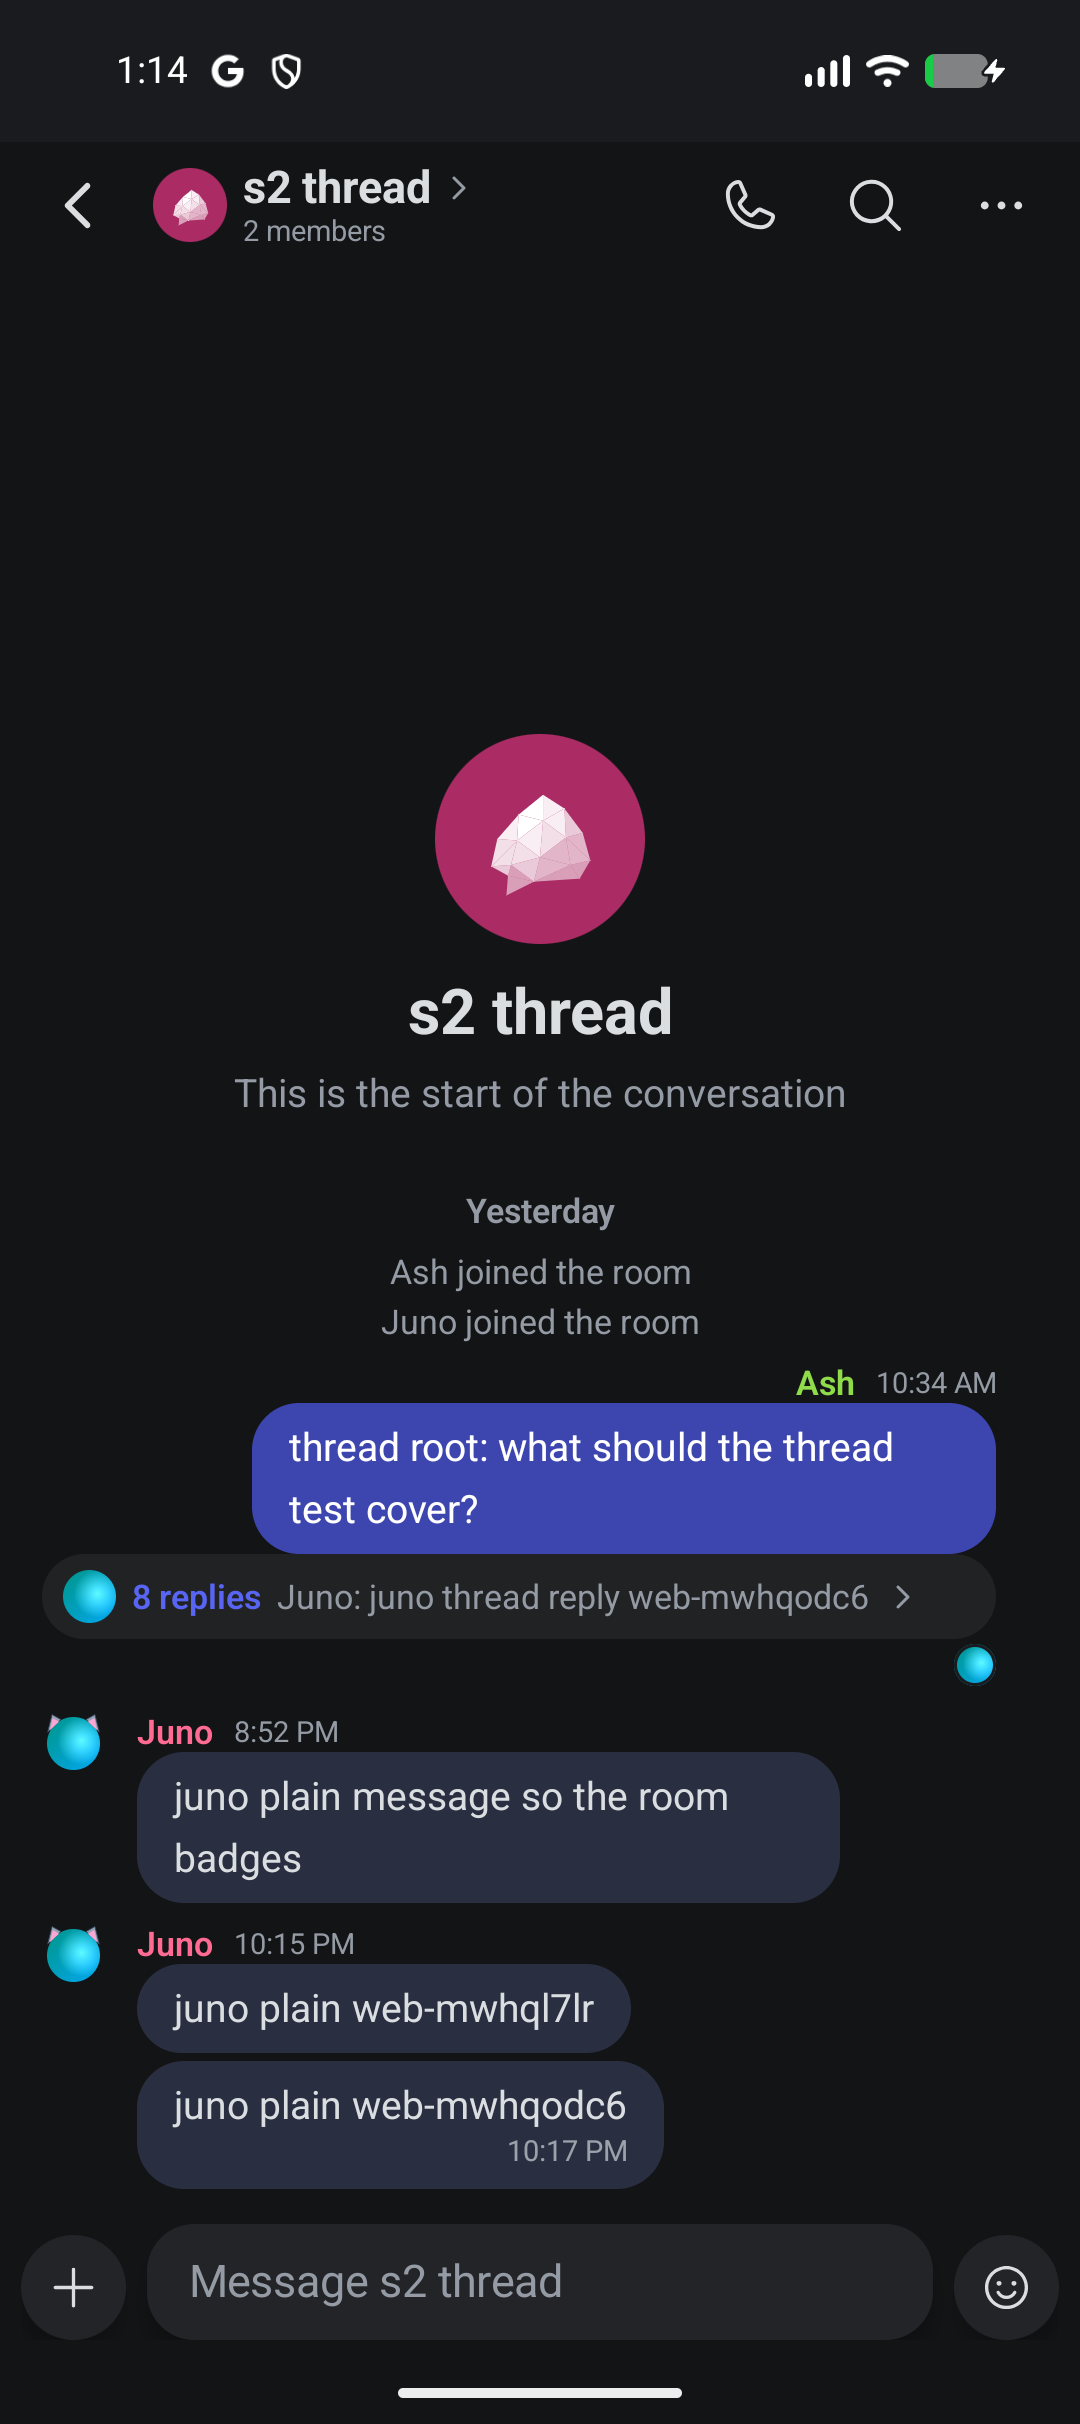 1:14
s2 thread
2 members
s2 thread
This is the start of the conversation
Yesterday
Ash joined the room
Juno joined the room
Ash 10:34 AM
thread root: what should the thread
test cover?
8 replies Juno: juno thread reply web-mwhqodc6
Juno 8:52 PM
juno plain message so the room
badges
Juno 10:15 PM
juno plain web-mwhql7lr
juno plain web-mwhqodc6
10:17 PM
Message s2 thread